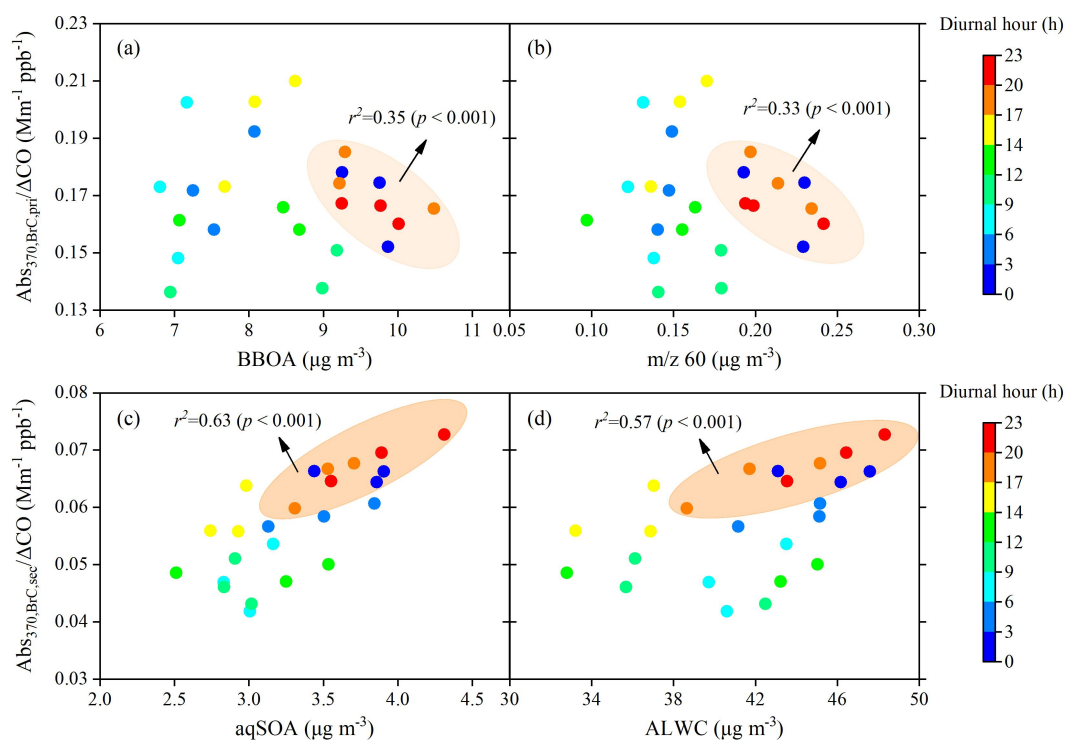 Diurnal hour (h)
(a)
r²=0.35 (p < 0.001)
Abs₃₇₀,BrC,pri/ΔCO (Mm⁻¹ ppb⁻¹)
0.23
0.21
0.19
0.17
0.15
0.13
6 7 8 9 10 11
BBOA (μg m⁻³)
(b)
r²=0.33 (p < 0.001)
0.05 0.10 0.15 0.20 0.25 0.30
m/z 60 (μg m⁻³)
23
20
17
14
12
9
6
3
0
(c)
r²=0.63 (p < 0.001)
Abs₃₇₀,BrC,sec/ΔCO (Mm⁻¹ ppb⁻¹)
0.08
0.07
0.06
0.05
0.04
0.03
2.0 2.5 3.0 3.5 4.0 4.5
aqSOA (μg m⁻³)
(d)
r²=0.57 (p < 0.001)
30 34 38 42 46 50
ALWC (μg m⁻³)
Diurnal hour (h)
23
20
17
14
12
9
6
3
0